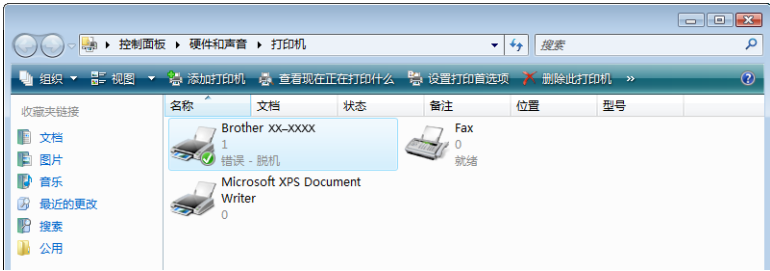 控制面板 ▸ 硬件和声音 ▸ 打印机
搜索
组织 视图 添加打印机 查看现在正在打印什么 设置打印首选项 删除此打印机 »
收藏夹链接
文档
图片
音乐
最近的更改
搜索
公用
名称 文档 状态 备注 位置 型号
Brother XX-XXXX
1
错误 - 脱机
Fax
0
就绪
Microsoft XPS Document
Writer
0